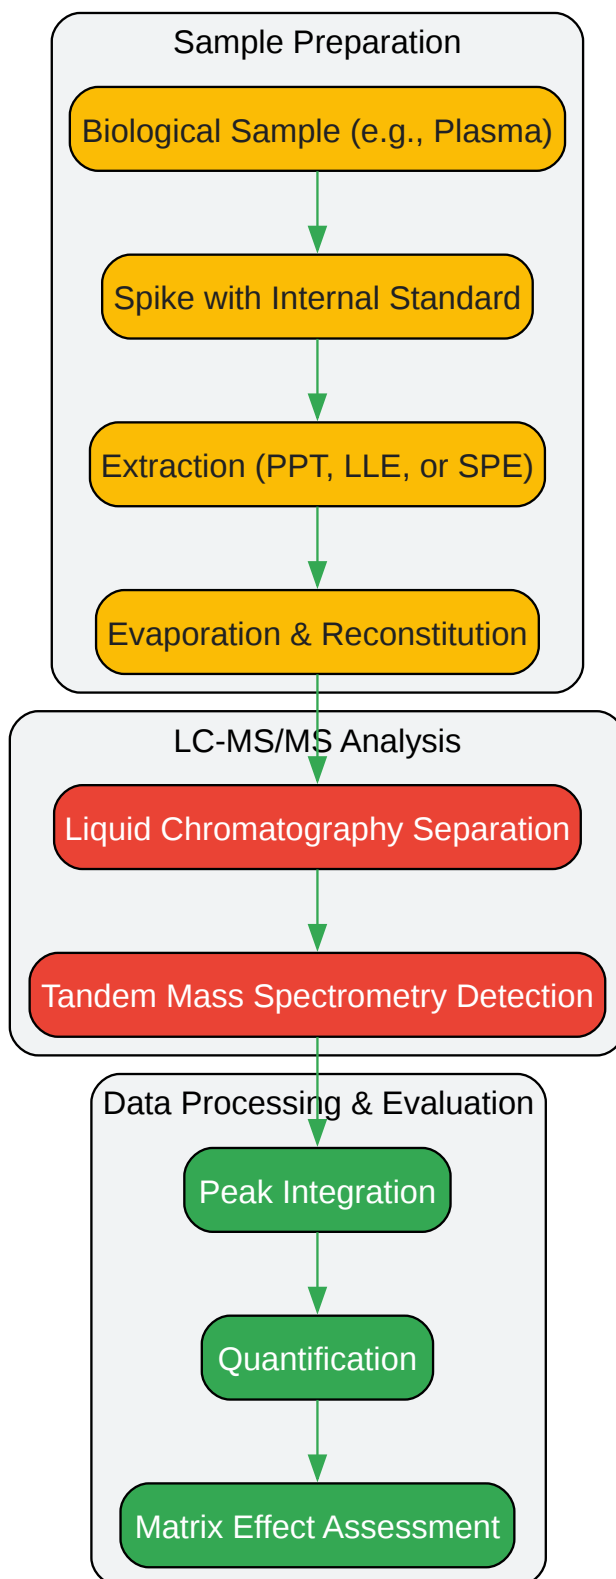 Sample Preparation
Biological Sample (e.g., Plasma)
Spike with Internal Standard
Extraction (PPT, LLE, or SPE)
Evaporation & Reconstitution
LC-MS/MS Analysis
Liquid Chromatography Separation
Tandem Mass Spectrometry Detection
Data Processing & Evaluation
Peak Integration
Quantification
Matrix Effect Assessment